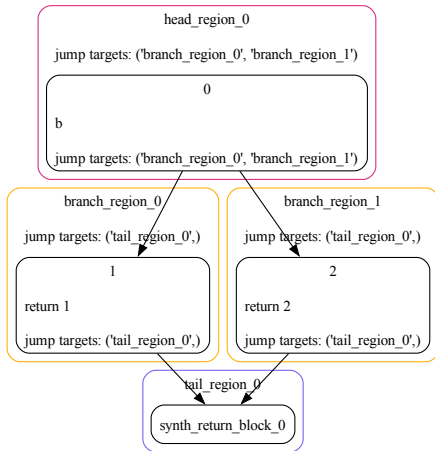 head_region_0
jump targets: ('branch_region_0', 'branch_region_1')
0
b
jump targets: ('branch_region_0', 'branch_region_1')
branch_region_0
jump targets: ('tail_region_0',)
1
return 1
jump targets: ('tail_region_0',)
branch_region_1
jump targets: ('tail_region_0',)
2
return 2
jump targets: ('tail_region_0',)
tail_region_0
synth_return_block_0